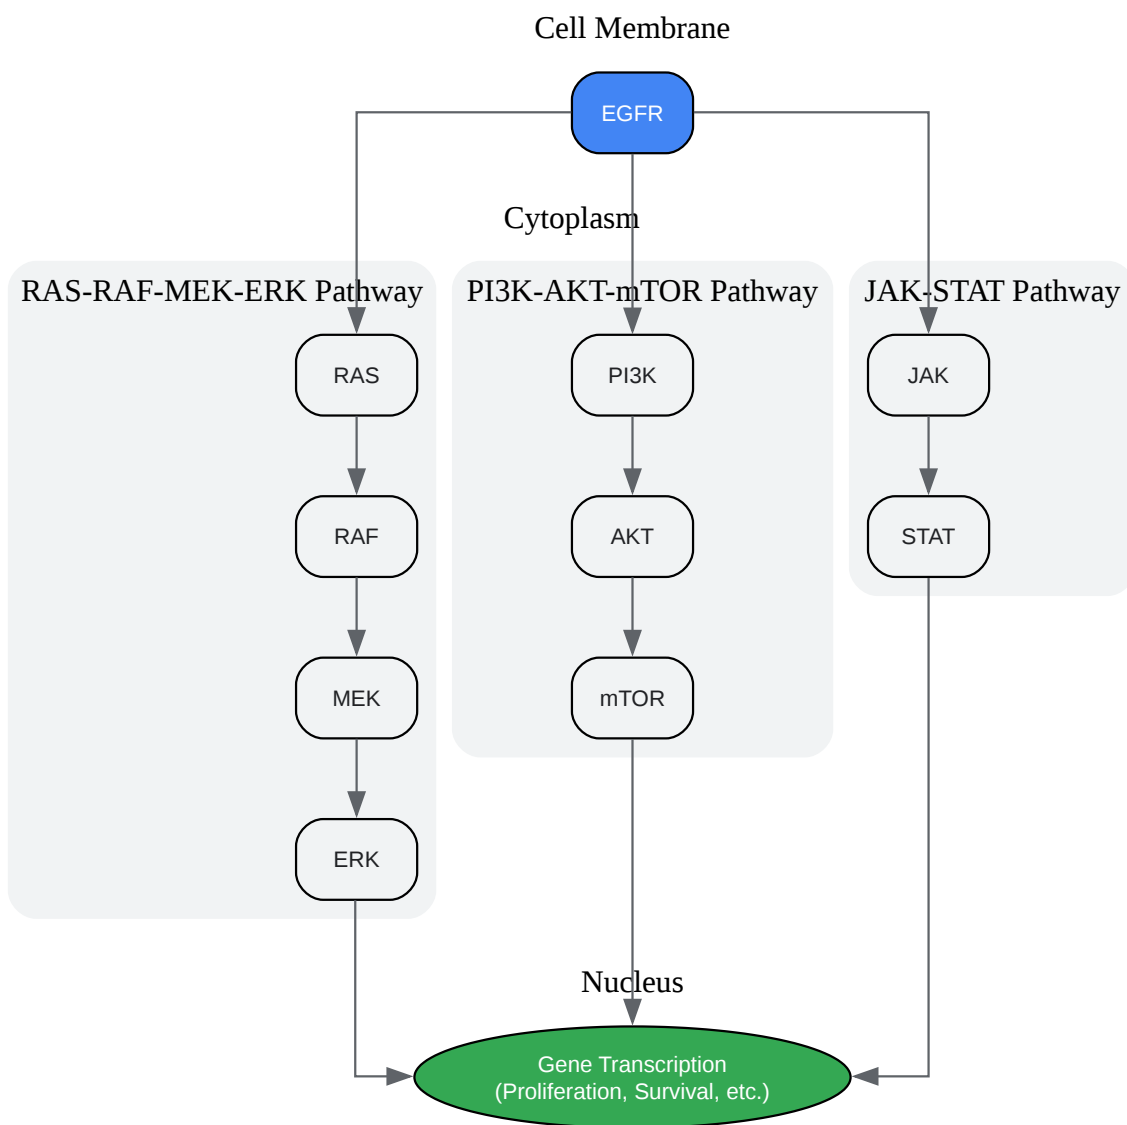 Cell Membrane
EGFR
Cytoplasm
RAS-RAF-MEK-ERK Pathway
RAS
RAF
MEK
ERK
PI3K-AKT-mTOR Pathway
PI3K
AKT
mTOR
JAK-STAT Pathway
JAK
STAT
Nucleus
Gene Transcription
(Proliferation, Survival, etc.)